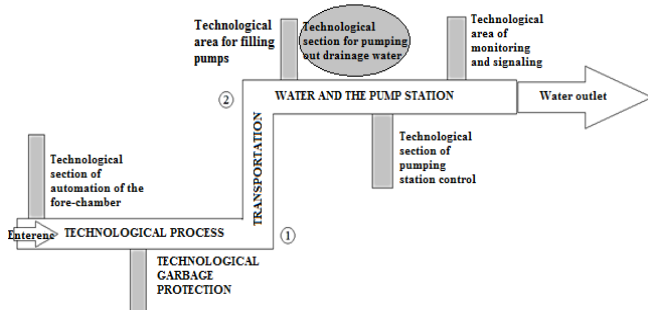 Technological
area for filling
pumps
Technological
section for pumping
out drainage water
Technological
area of
monitoring
and signaling
②
WATER AND THE PUMP STATION
Water outlet
TRANSPORTATION
Technological
section of
pumping
station control
Technological
section of
automation of the
fore-chamber
Enterenc
TECHNOLOGICAL PROCESS
①
TECHNOLOGICAL
GARBAGE
PROTECTION